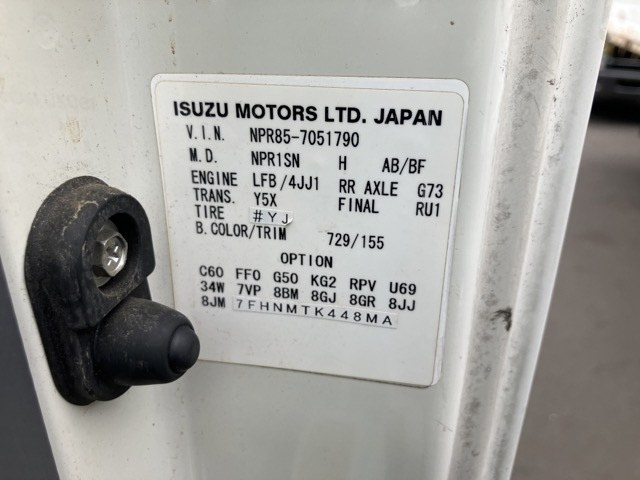 ISUZU MOTORS LTD. JAPAN
V.I.N. NPR85-7051790
M.D. NPR1SN H AB/BF
ENGINE LFB/4JJ1 RR AXLE G73
TRANS. Y5X FINAL RU1
TIRE #YJ
B.COLOR/TRIM 729/155
OPTION
C60 FF0 G50 KG2 RPV U69
34W 7VP 8BM 8GJ 8GR 8JJ
8JM 7FHNMTK448MA